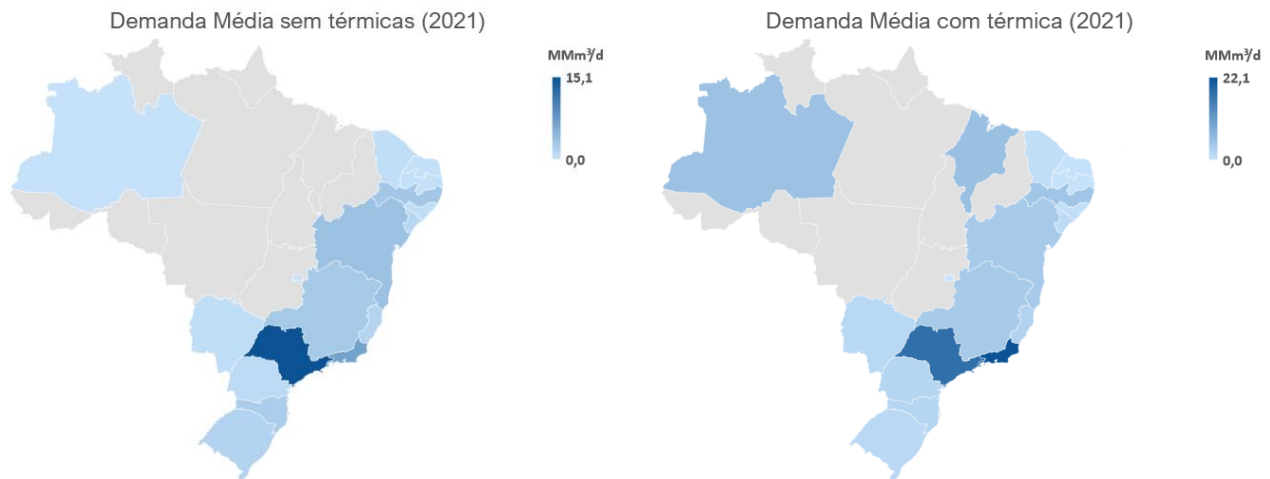 Demanda Média sem térmicas (2021)
MMm³/d
15,1
0,0
Demanda Média com térmica (2021)
MMm³/d
22,1
0,0